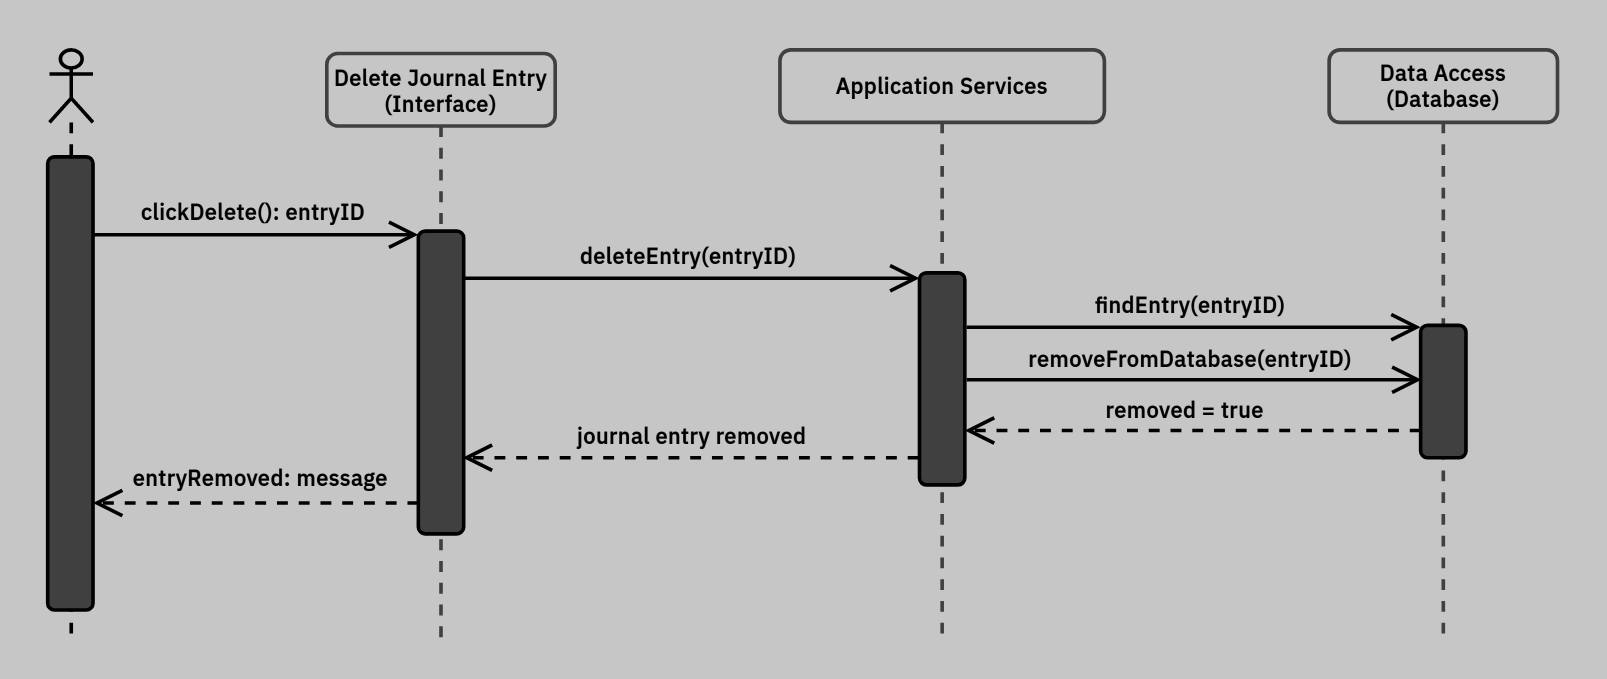 Delete Journal Entry
(Interface)
Application Services
Data Access
(Database)
clickDelete(): entryID
deleteEntry(entryID)
findEntry(entryID)
removeFromDatabase(entryID)
removed = true
journal entry removed
entryRemoved: message